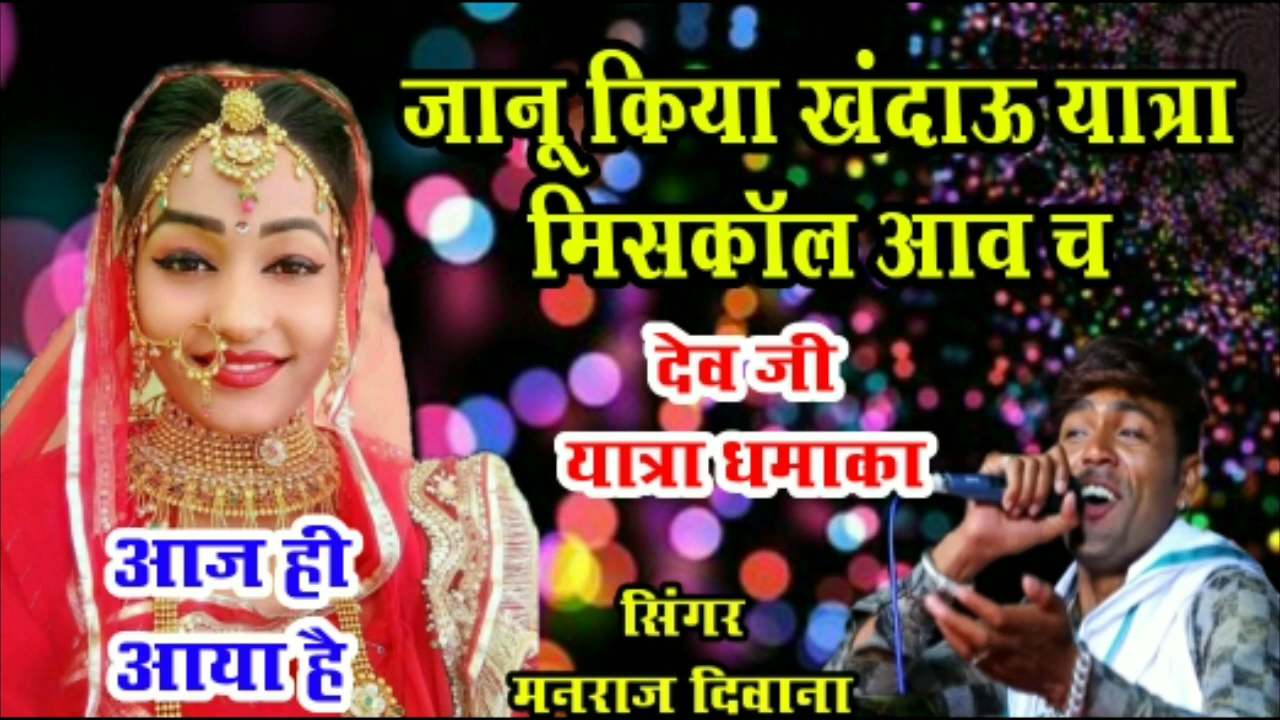 जानू किया खंदाऊ यात्रा
मिसकॉल आव च
देव जी
यात्रा धमाका
आज ही
आया है
सिंगर
मनराज दिवाना